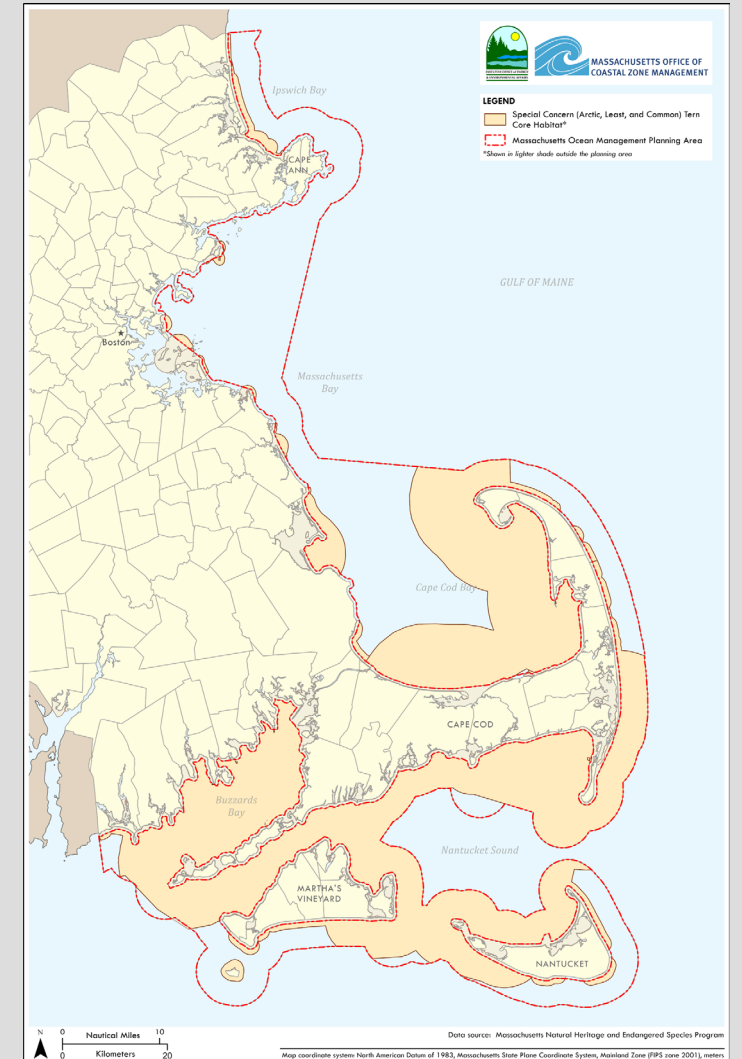 MASSACHUSETTS OFFICE OF
COASTAL ZONE MANAGEMENT
LEGEND
Special Concern (Arctic, Least, and Common) Tern
Core Habitat*
Massachusetts Ocean Management Planning Area
*Shown in lighter shade outside the planning area
Ipswich Bay
CAPE
ANN
GULF OF MAINE
Boston
Massachusetts
Bay
Cape Cod Bay
CAPE COD
Buzzards
Bay
Nantucket Sound
MARTHA'S
VINEYARD
NANTUCKET
N
0 Nautical Miles 10
0 Kilometers 20
Data source: Massachusetts Natural Heritage and Endangered Species Program
Map coordinate system: North American Datum of 1983, Massachusetts State Plane Coordinate System, Mainland Zone (FIPS zone 2001), meters